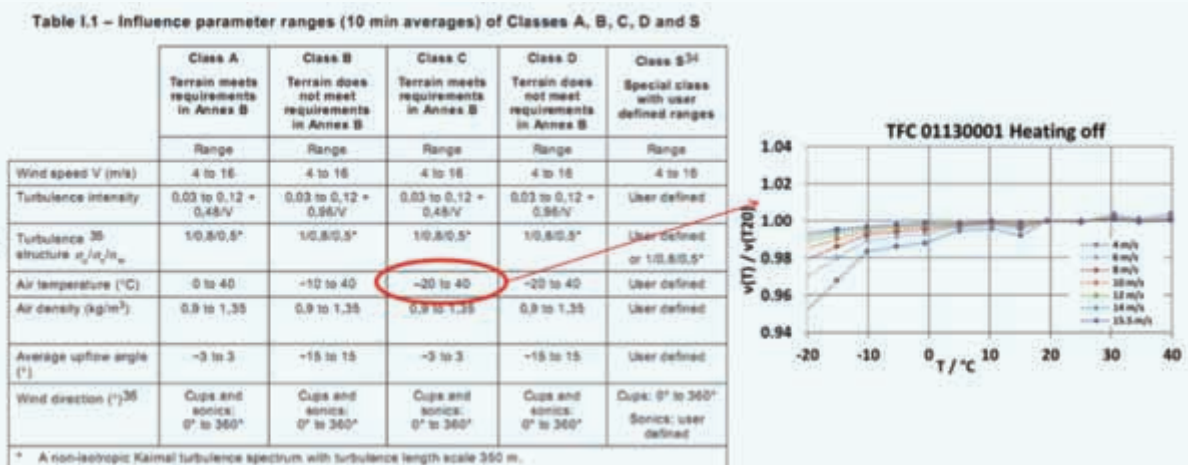 Table I.1 – Influence parameter ranges (10 min averages) of Classes A, B, C, D and S
Class A
Terrain meets requirements in Annex B
Class B
Terrain does not meet requirements in Annex B
Class C
Terrain meets requirements in Annex B
Class D
Terrain does not meet requirements in Annex B
Class S34
Special class with user defined ranges
Range Range Range Range Range
Wind speed V (m/s) 4 to 16 4 to 16 4 to 16 4 to 16 4 to 16
Turbulence intensity 0,03 to 0,12 + 0,48/V 0,03 to 0,12 + 0,96/V 0,03 to 0,12 + 0,48/V 0,03 to 0,12 + 0,96/V User defined
Turbulence 35 structure 1/0,8/0,5* 1/0,8/0,5* 1/0,8/0,5* 1/0,8/0,5* User defined or 1/0,8/0,5*
Air temperature (°C) 0 to 40 –10 to 40 –20 to 40 –20 to 40 User defined
Air density (kg/m3) 0,9 to 1,35 0,9 to 1,35 0,9 to 1,35 0,9 to 1,35 User defined
Average upflow angle (°) –3 to 3 –15 to 15 –3 to 3 –15 to 15 User defined
Wind direction (°)36 Cups and sonics: 0° to 360° Cups and sonics: 0° to 360° Cups and sonics: 0° to 360° Cups and sonics: 0° to 360° Cups: 0° to 360° Sonics: user defined
* A non-isotropic Kaimal turbulence spectrum with turbulence length scale 350 m.
TFC 01130001 Heating off
v(T) / v(T20)
1.04
1.02
1.00
0.98
0.96
0.94
-20 -10 0 10 20 30 40
T / °C
4 m/s
6 m/s
8 m/s
10 m/s
12 m/s
14 m/s
15.5 m/s